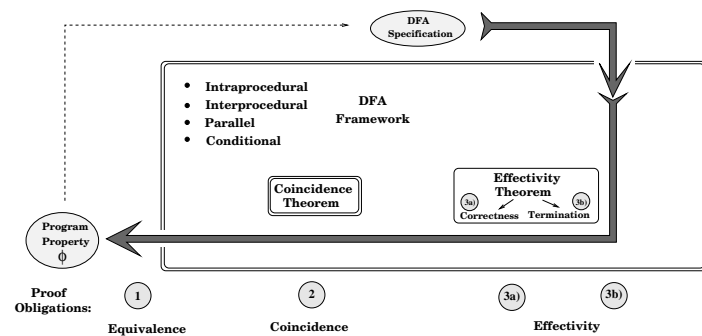 DFA
Specification
• Intraprocedural
• Interprocedural
• Parallel
• Conditional
DFA
Framework
Coincidence
Theorem
Effectivity
Theorem
3a) 3b)
Correctness Termination
Program
Property
ϕ
Proof
Obligations:
1 2 3a) 3b)
Equivalence Coincidence Effectivity